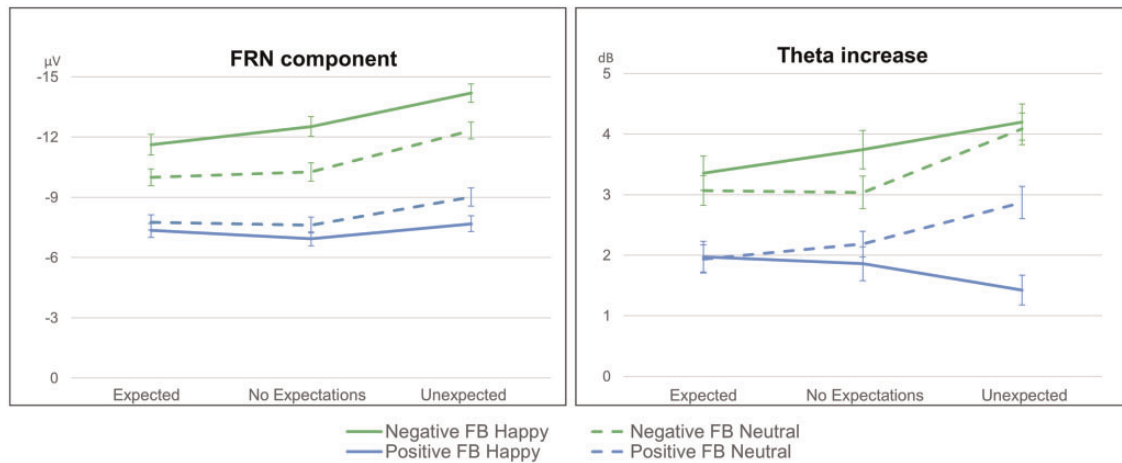 FRN component
μV
-15
-12
-9
-6
-3
0
Expected No Expectations Unexpected
Theta increase
dB
5
4
3
2
1
0
Expected No Expectations Unexpected
Negative FB Happy Negative FB Neutral
Positive FB Happy Positive FB Neutral